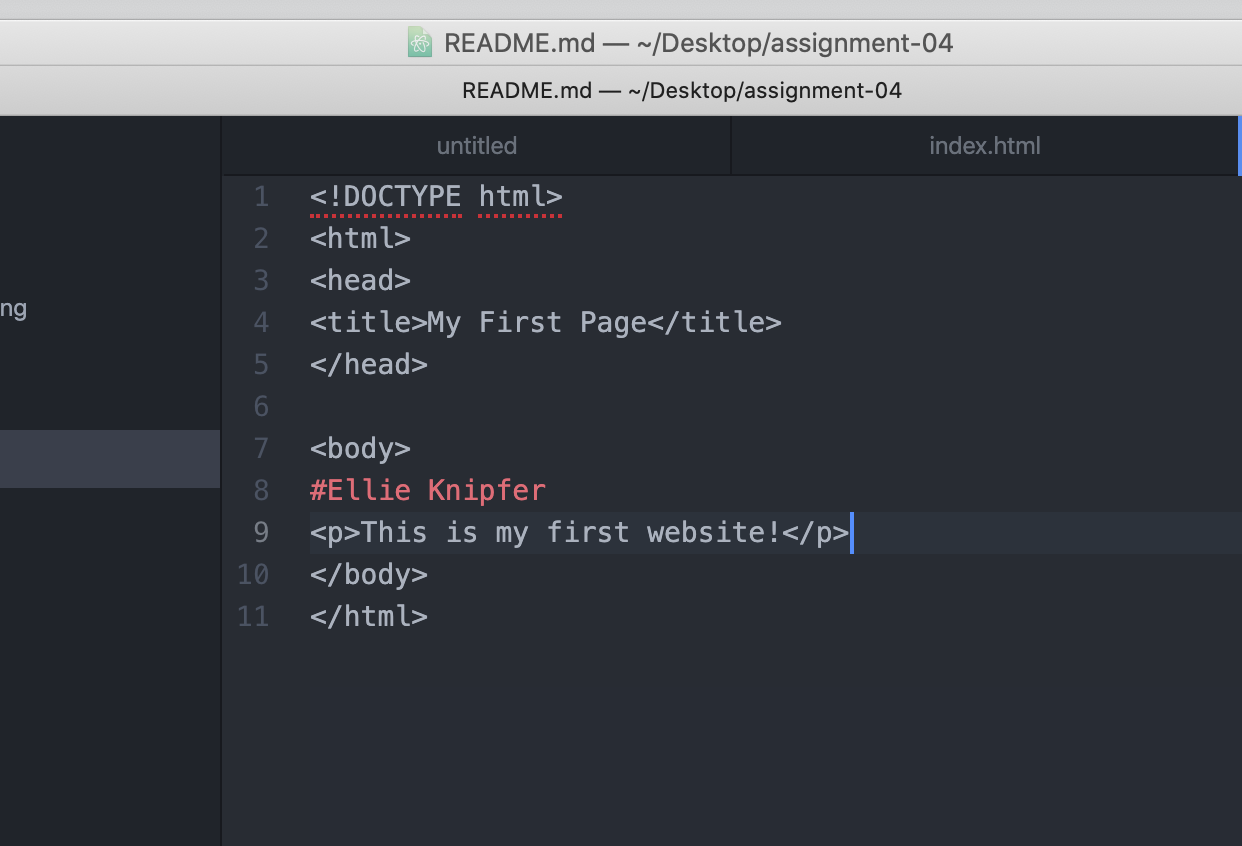 README.md — ~/Desktop/assignment-04
README.md — ~/Desktop/assignment-04
untitled
index.html
ng
1 <!DOCTYPE html>
2 <html>
3 <head>
4 <title>My First Page</title>
5 </head>
6
7 <body>
8 #Ellie Knipfer
9 <p>This is my first website!</p>
10 </body>
11 </html>